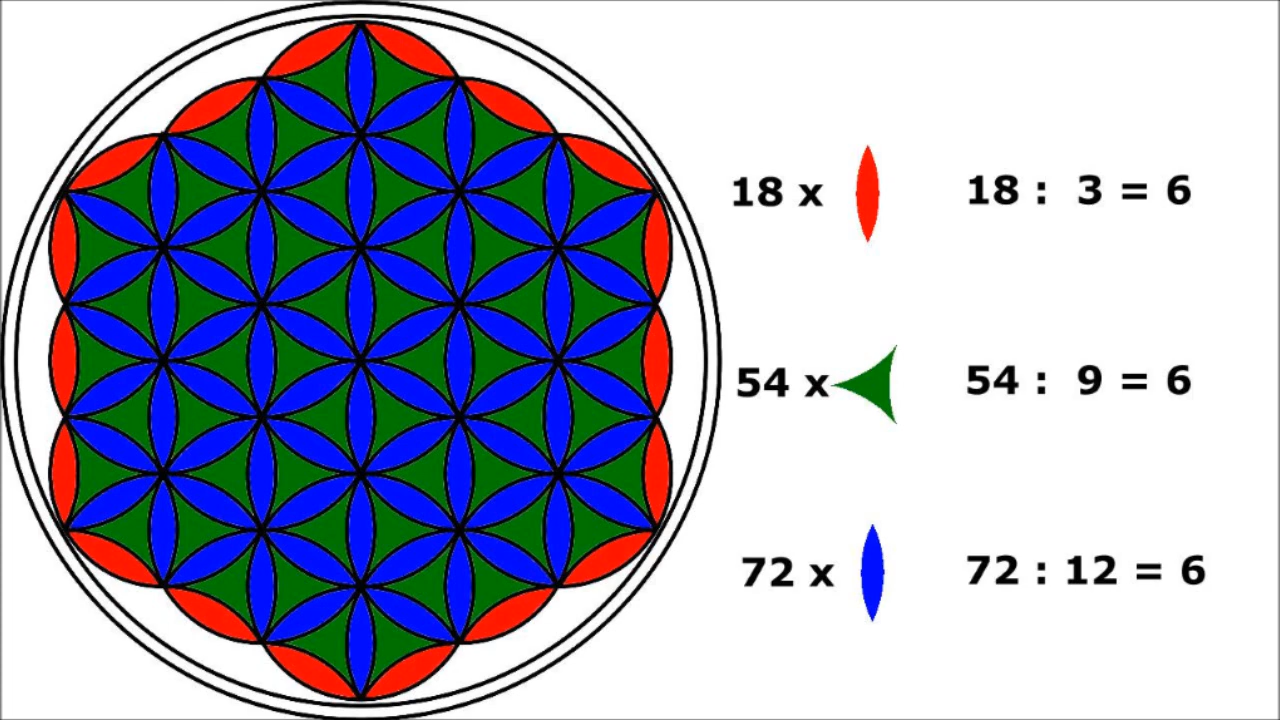 18 x 18 : 3 = 6
54 x 54 : 9 = 6
72 x 72 : 12 = 6